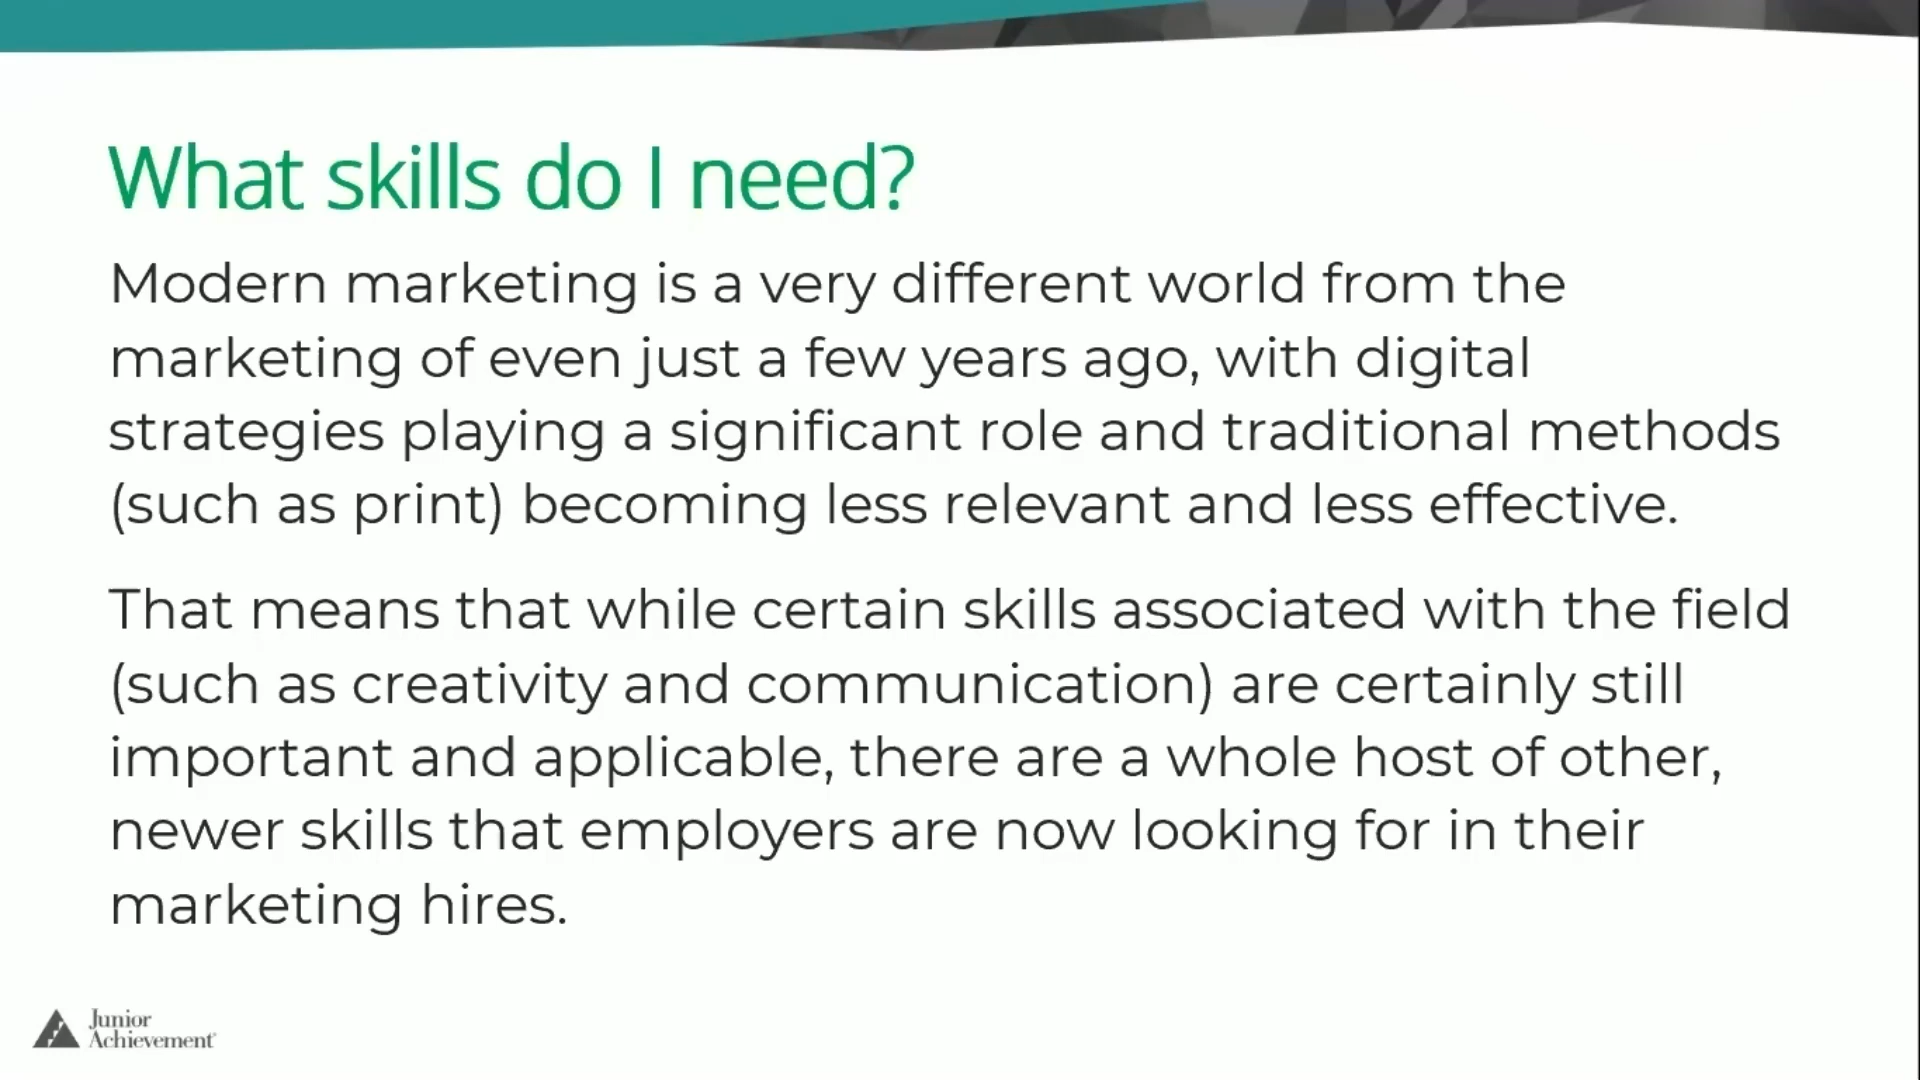 What skills do I need?
Modern marketing is a very different world from the
marketing of even just a few years ago, with digital
strategies playing a significant role and traditional methods
(such as print) becoming less relevant and less effective.
That means that while certain skills associated with the field
(such as creativity and communication) are certainly still
important and applicable, there are a whole host of other,
newer skills that employers are now looking for in their
marketing hires.
Junior
Achievement